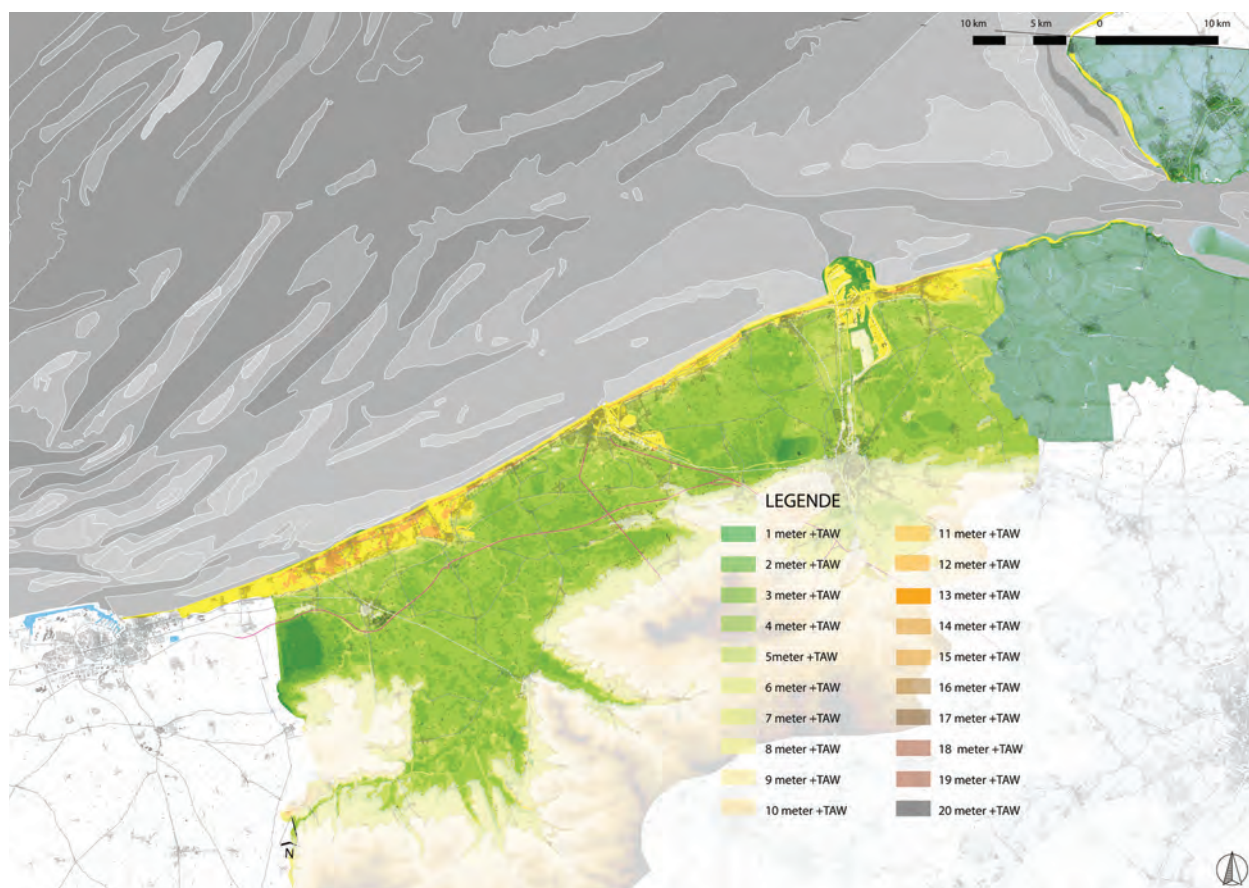 10 km 5 km 0 10 km
LEGENDE
1 meter +TAW
2 meter +TAW
3 meter +TAW
4 meter +TAW
5meter +TAW
6 meter +TAW
7 meter +TAW
8 meter +TAW
9 meter +TAW
10 meter +TAW
11 meter +TAW
12 meter +TAW
13 meter +TAW
14 meter +TAW
15 meter +TAW
16 meter +TAW
17 meter +TAW
18 meter +TAW
19 meter +TAW
20 meter +TAW
N